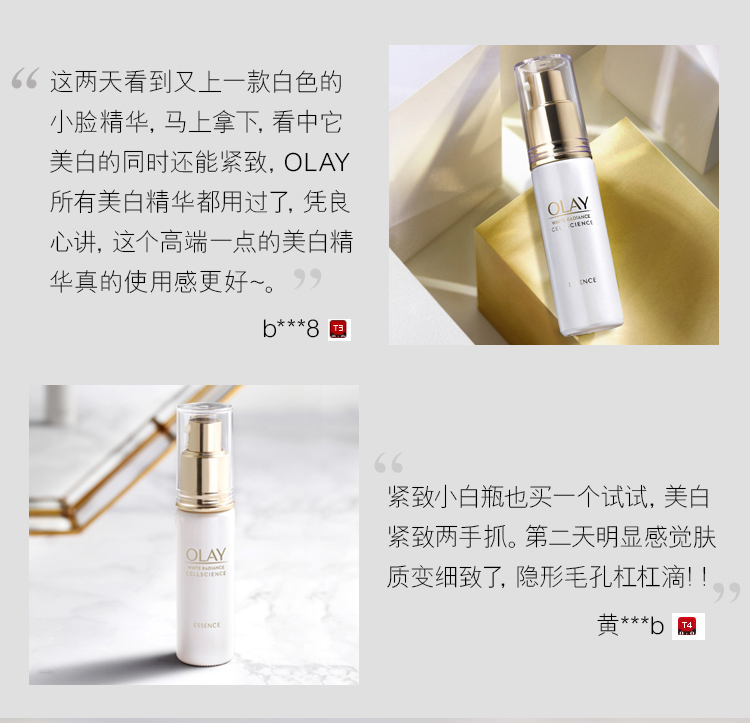 “ 这两天看到又上一款白色的
小脸精华, 马上拿下, 看中它
美白的同时还能紧致, OLAY
所有美白精华都用过了, 凭良
心讲, 这个高端一点的美白精
华真的使用感更好~。”
b***8 T3
OLAY
WHITE RADIANCE
CELLSCIENCE
ESSENCE
OLAY
WHITE RADIANCE
CELLSCIENCE
ESSENCE
“
紧致小白瓶也买一个试试, 美白
紧致两手抓。第二天明显感觉肤
质变细致了, 隐形毛孔杠杠滴!!”
黄***b T4